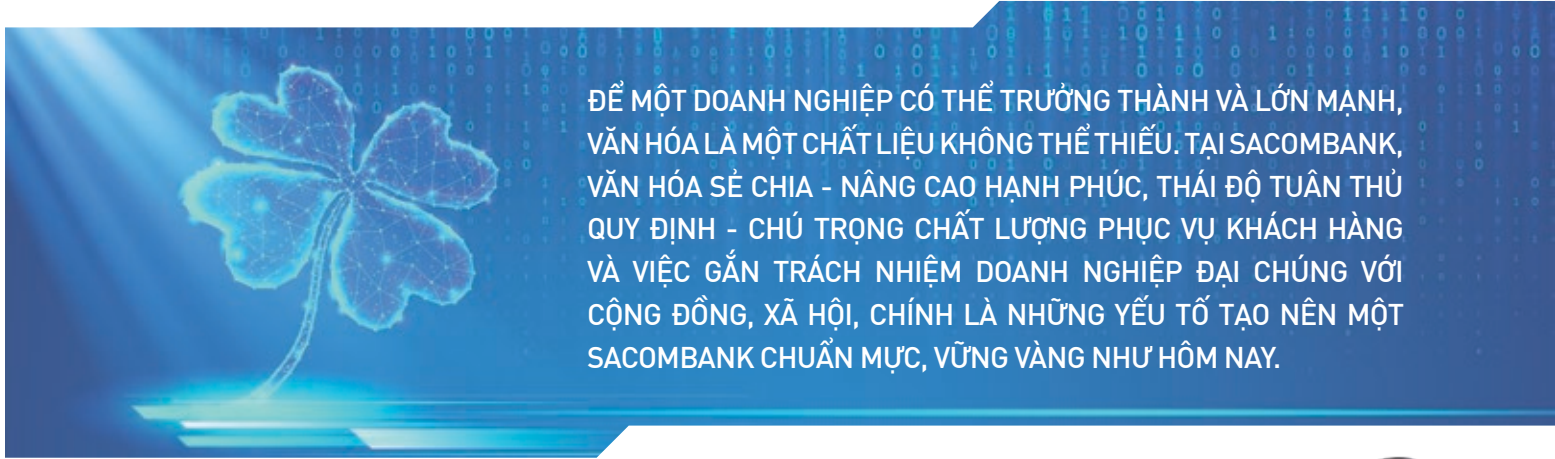 ĐỂ MỘT DOANH NGHIỆP CÓ THỂ TRƯỞNG THÀNH VÀ LỚN MẠNH,
VĂN HÓA LÀ MỘT CHẤT LIỆU KHÔNG THỂ THIẾU. TẠI SACOMBANK,
VĂN HÓA SẺ CHIA - NÂNG CAO HẠNH PHÚC, THÁI ĐỘ TUÂN THỦ
QUY ĐỊNH - CHÚ TRỌNG CHẤT LƯỢNG PHỤC VỤ KHÁCH HÀNG
VÀ VIỆC GẮN TRÁCH NHIỆM DOANH NGHIỆP ĐẠI CHÚNG VỚI
CỘNG ĐỒNG, XÃ HỘI, CHÍNH LÀ NHỮNG YẾU TỐ TẠO NÊN MỘT
SACOMBANK CHUẨN MỰC, VỮNG VÀNG NHƯ HÔM NAY.